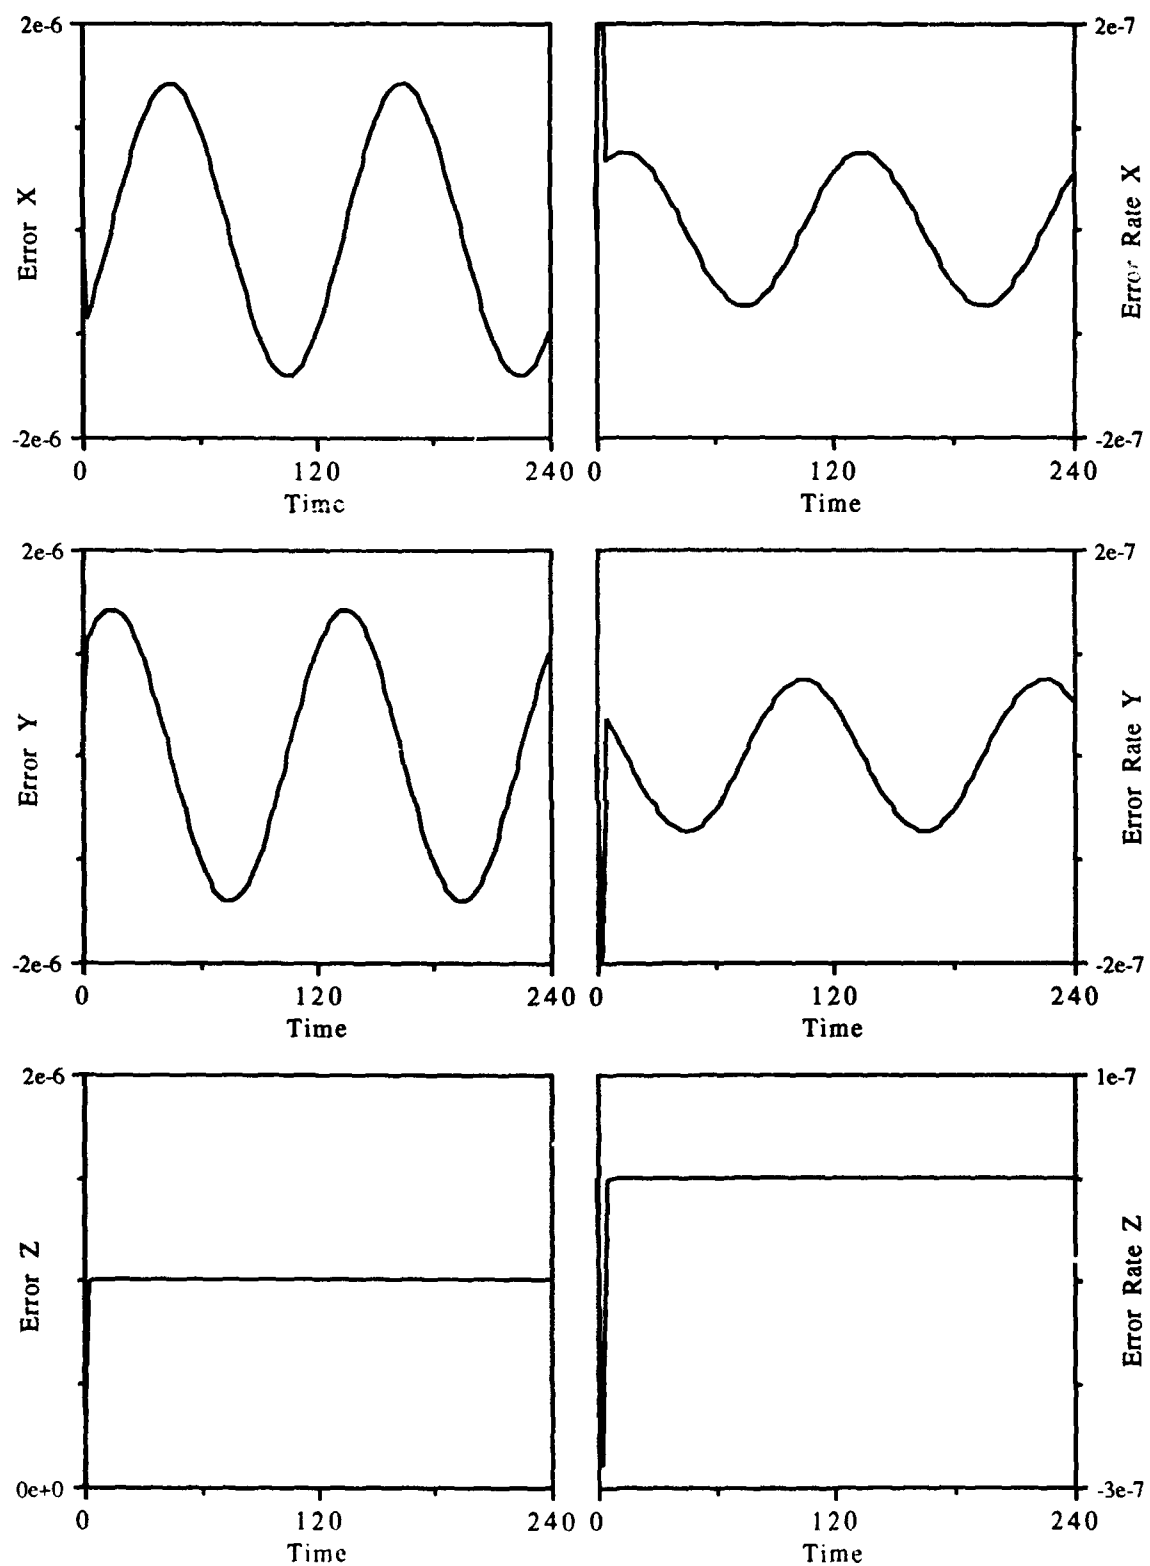 2e-6
2e-7
Error X
Error Rate X
-2e-6
-2e-7
0 120 240
0 120 240
Time
Time
2e-6
2e-7
Error Y
Error Rate Y
-2e-6
-2e-7
0 120 240
0 120 240
Time
Time
2e-6
1e-7
Error Z
Error Rate Z
0e+0
-3e-7
0 120 240
0 120 240
Time
Time